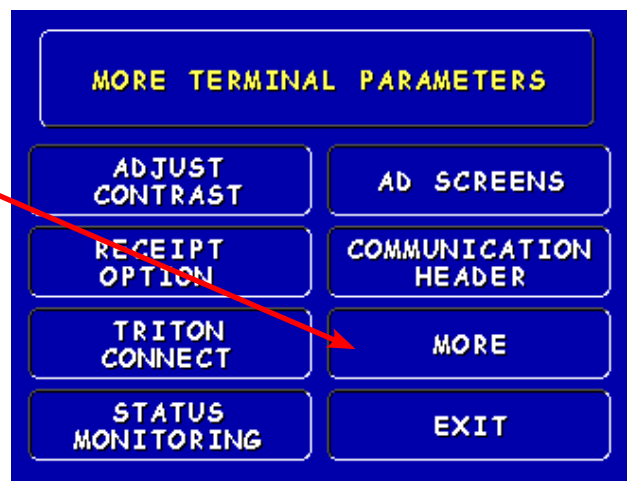 MORE TERMINAL PARAMETERS
ADJUST
CONTRAST
AD SCREENS
RECEIPT
OPTION
COMMUNICATION
HEADER
TRITON
CONNECT
MORE
STATUS
MONITORING
EXIT